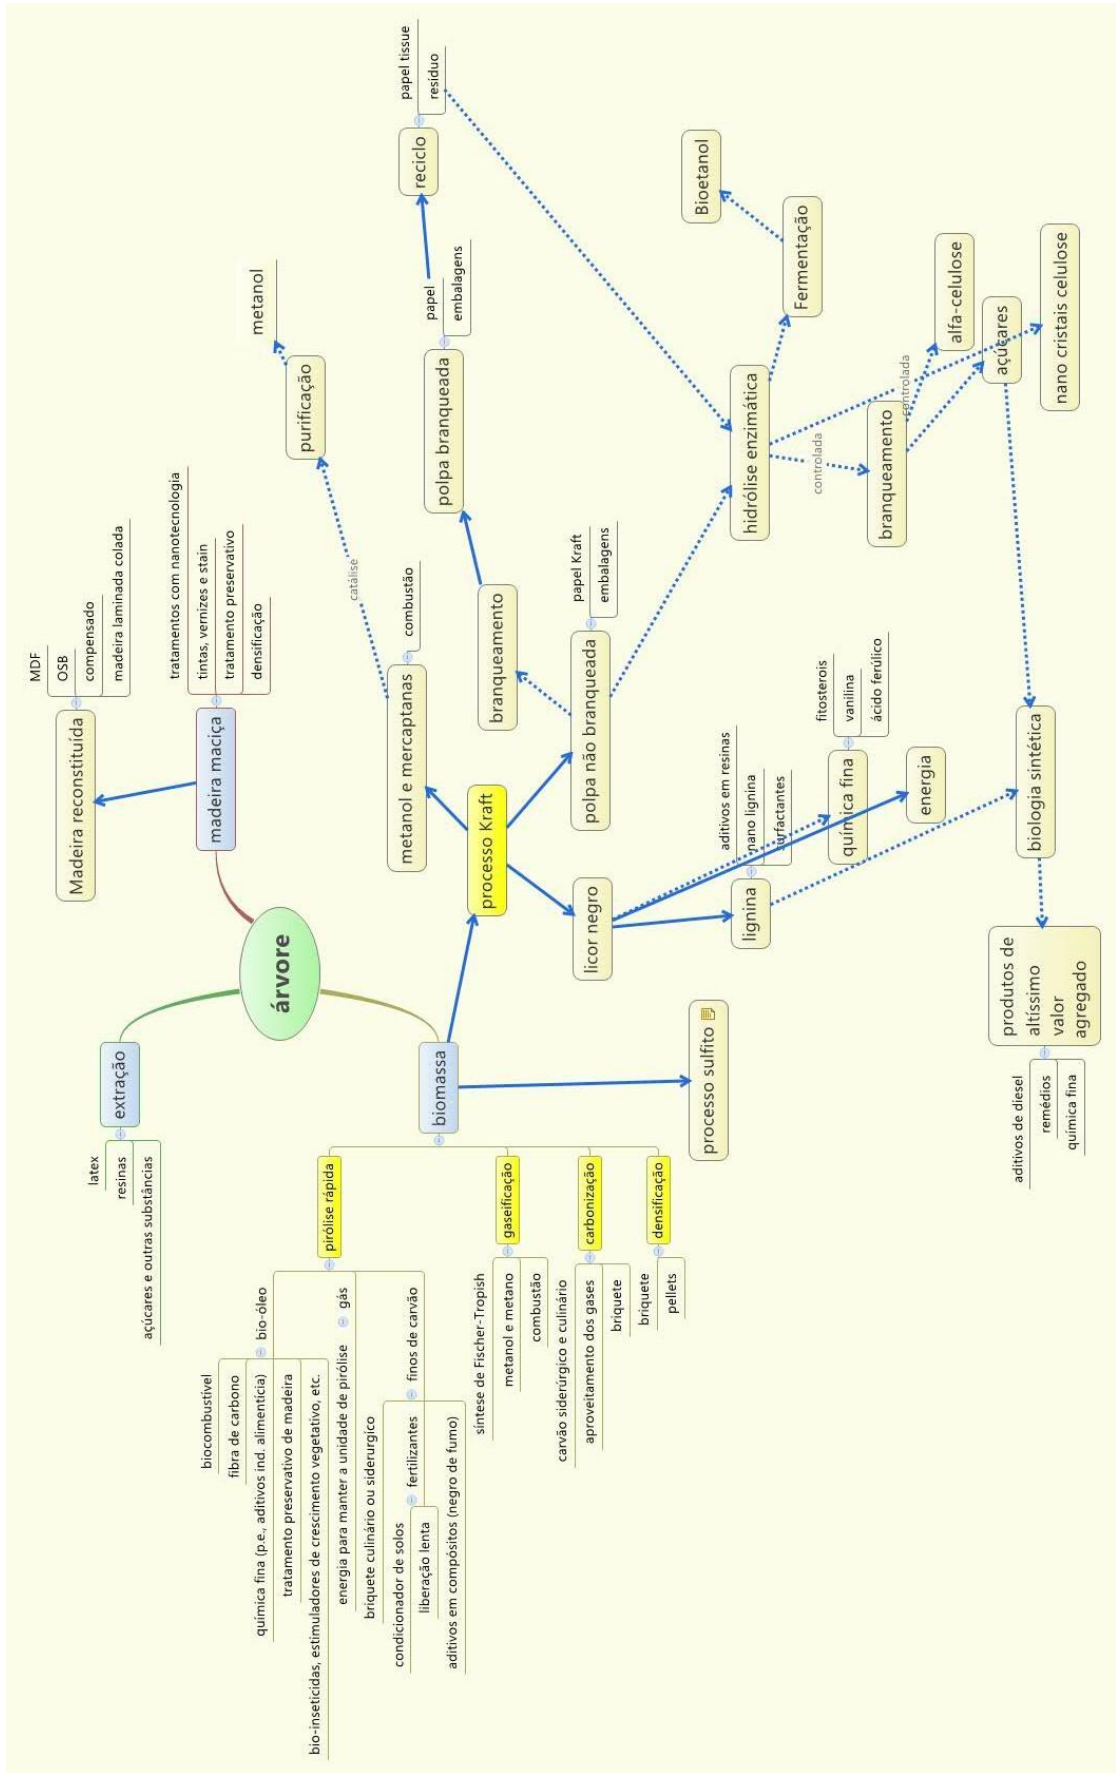 árvore
extração
latex
resinas
açúcares e outras substâncias
madeira maciça
tratamentos com nanotecnologia
tintas, vernizes e stain
tratamento preservativo
densificação
Madeira reconstituída
MDF
OSB
compensado
madeira laminada colada
biomassa
pirólise rápida
bio-óleo
biocombustível
fibra de carbono
química fina (p.e., aditivos ind. alimentícia)
tratamento preservativo de madeira
bio-inseticidas, estimuladores de crescimento vegetativo, etc.
gás
energia para manter a unidade de pirólise
finos de carvão
briquete culinário ou siderurgico
fertilizantes
condicionador de solos
liberação lenta
aditivos em compósitos (negro de fumo)
gaseificação
síntese de Fischer-Tropish
metanol e metano
combustão
carbonização
carvão siderúrgico e culinário
aproveitamento dos gases
briquete
densificação
briquete
pellets
processo sulfito
processo Kraft
metanol e mercaptanas
combustão
catálise
purificação
metanol
polpa não branqueada
papel Kraft
embalagens
branqueamento
polpa branqueada
papel
embalagens
reciclo
papel tissue
residuo
licor negro
lignina
aditivos em resinas
nano lignina
surfactantes
química fina
fitosterois
vanilina
ácido ferúlico
energia
hidrólise enzimática
Fermentação
Bioetanol
controlada
controlada
branqueamento
alfa-celulose
açúcares
nano cristais celulose
biologia sintética
produtos de
altíssimo
valor
agregado
aditivos de diesel
remédios
química fina